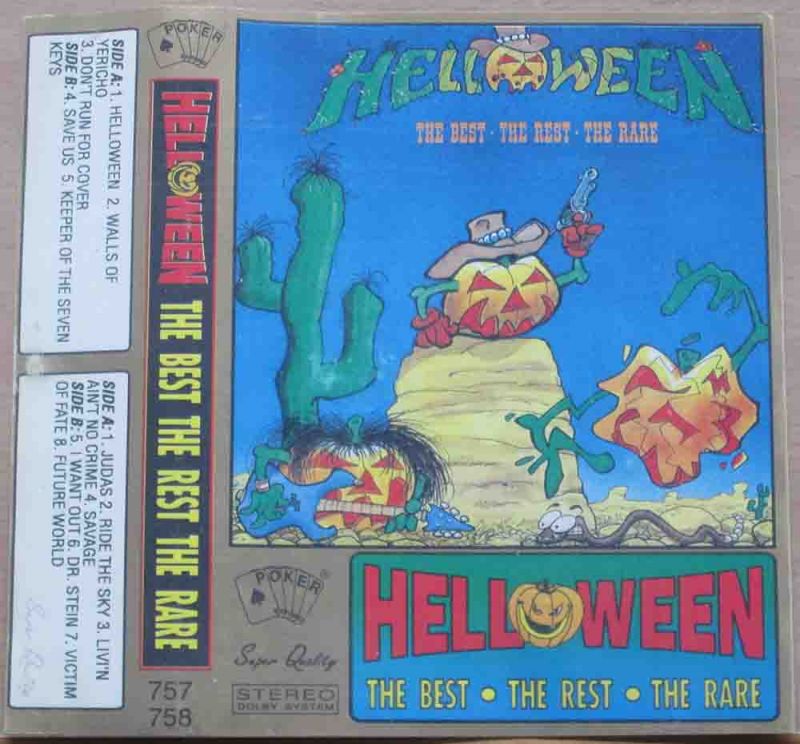 SIDE A: 1. HELLOWEEN 2. WALLS OF
YERICHO
3. DON'T RUN FOR COVER
SIDE B: 4. SAVE US 5. KEEPER OF THE SEVEN
KEYS
SIDE A: 1. JUDAS 2. RIDE THE SKY 3. LIVI'N
AIN'T NO CRIME 4. SAVAGE
SIDE B: 5. I WANT OUT 6. DR. STEIN 7. VICTIM
OF FATE 8. FUTURE WORLD
POKER
HELLOWEEN THE BEST THE REST THE RARE
757
758
HELLOWEEN
THE BEST · THE REST · THE RARE
POKER®
Super Quality
STEREO
DOLBY SYSTEM
HELLOWEEN
THE BEST • THE REST • THE RARE